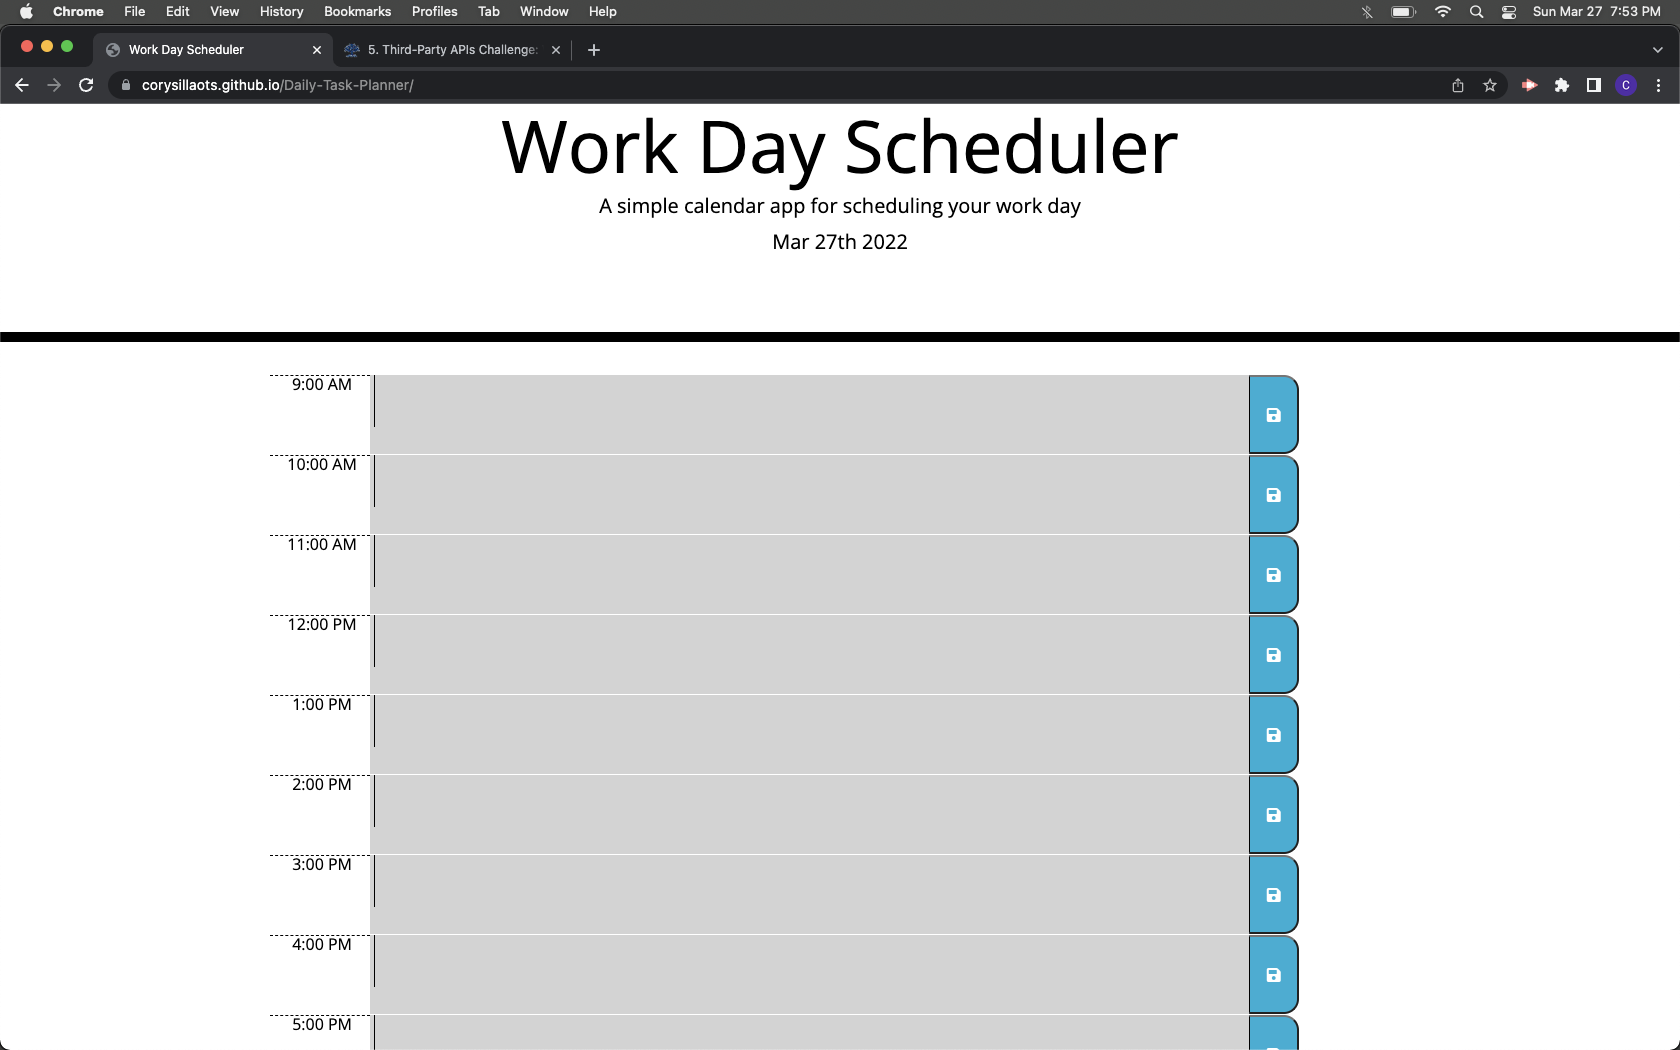 Chrome File Edit View History Bookmarks Profiles Tab Window Help Sun Mar 27 7:53 PM
Work Day Scheduler 5. Third-Party APIs Challenge:
corysillaots.github.io/Daily-Task-Planner/ C
Work Day Scheduler
A simple calendar app for scheduling your work day
Mar 27th 2022
9:00 AM
10:00 AM
11:00 AM
12:00 PM
1:00 PM
2:00 PM
3:00 PM
4:00 PM
5:00 PM